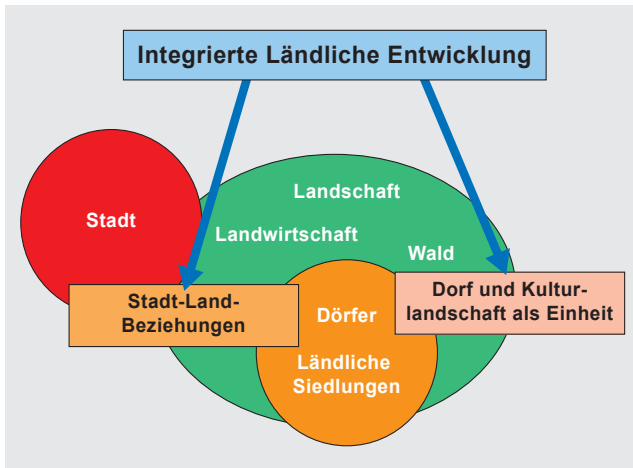 Integrierte Ländliche Entwicklung
Landschaft
Stadt
Landwirtschaft
Wald
Stadt-Land-
Beziehungen
Dorf und Kultur-
landschaft als Einheit
Dörfer
Ländliche
Siedlungen